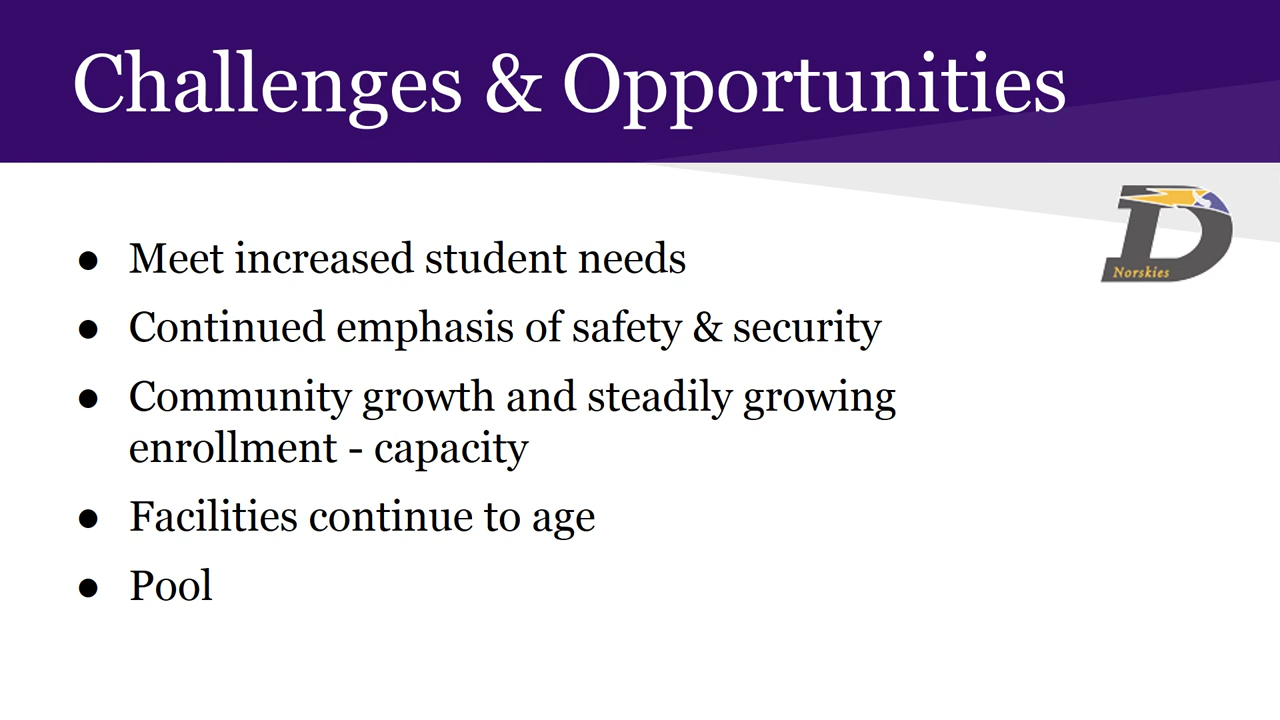 Challenges & Opportunities
Norskies
● Meet increased student needs
● Continued emphasis of safety & security
● Community growth and steadily growing
enrollment - capacity
● Facilities continue to age
● Pool